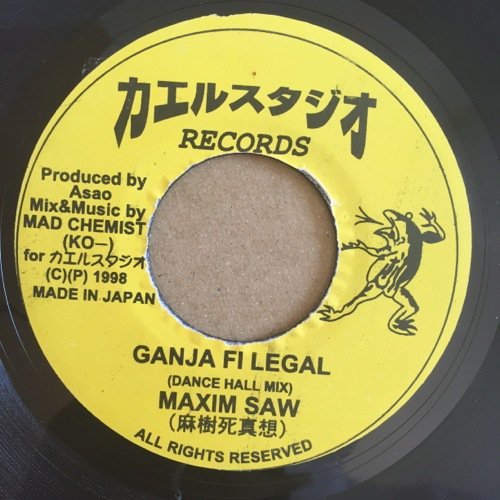 カエルスタジオ
RECORDS
Produced by
Asao
Mix&Music by
MAD CHEMIST
(KO-)
for カエルスタジオ
(C)(P) 1998
MADE IN JAPAN
GANJA FI LEGAL
(DANCE HALL MIX)
MAXIM SAW
(麻樹死真想)
ALL RIGHTS RESERVED